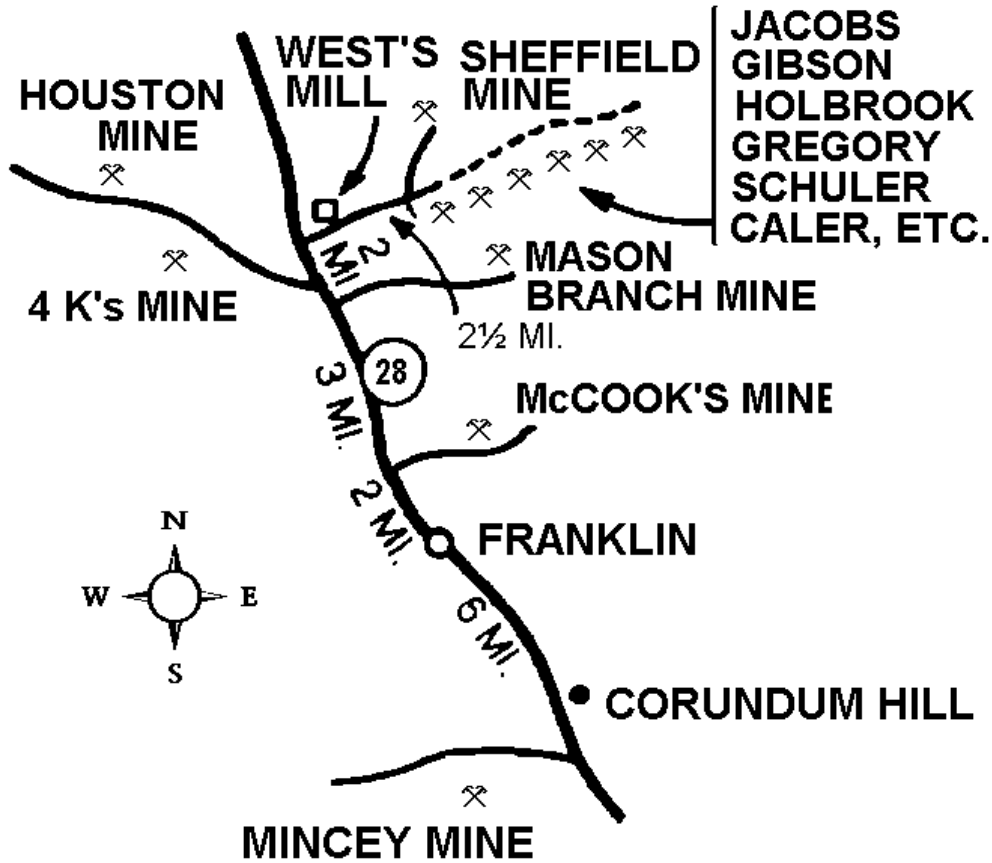 WEST'S
MILL
SHEFFIELD
MINE
JACOBS
GIBSON
HOLBROOK
GREGORY
SCHULER
CALER, ETC.
HOUSTON
MINE
2
MI.
4 K's MINE
MASON
BRANCH MINE
2½ MI.
28
3 MI.
McCOOK'S MINE
2 MI.
FRANKLIN
N
W
E
S
6 MI.
CORUNDUM HILL
MINCEY MINE